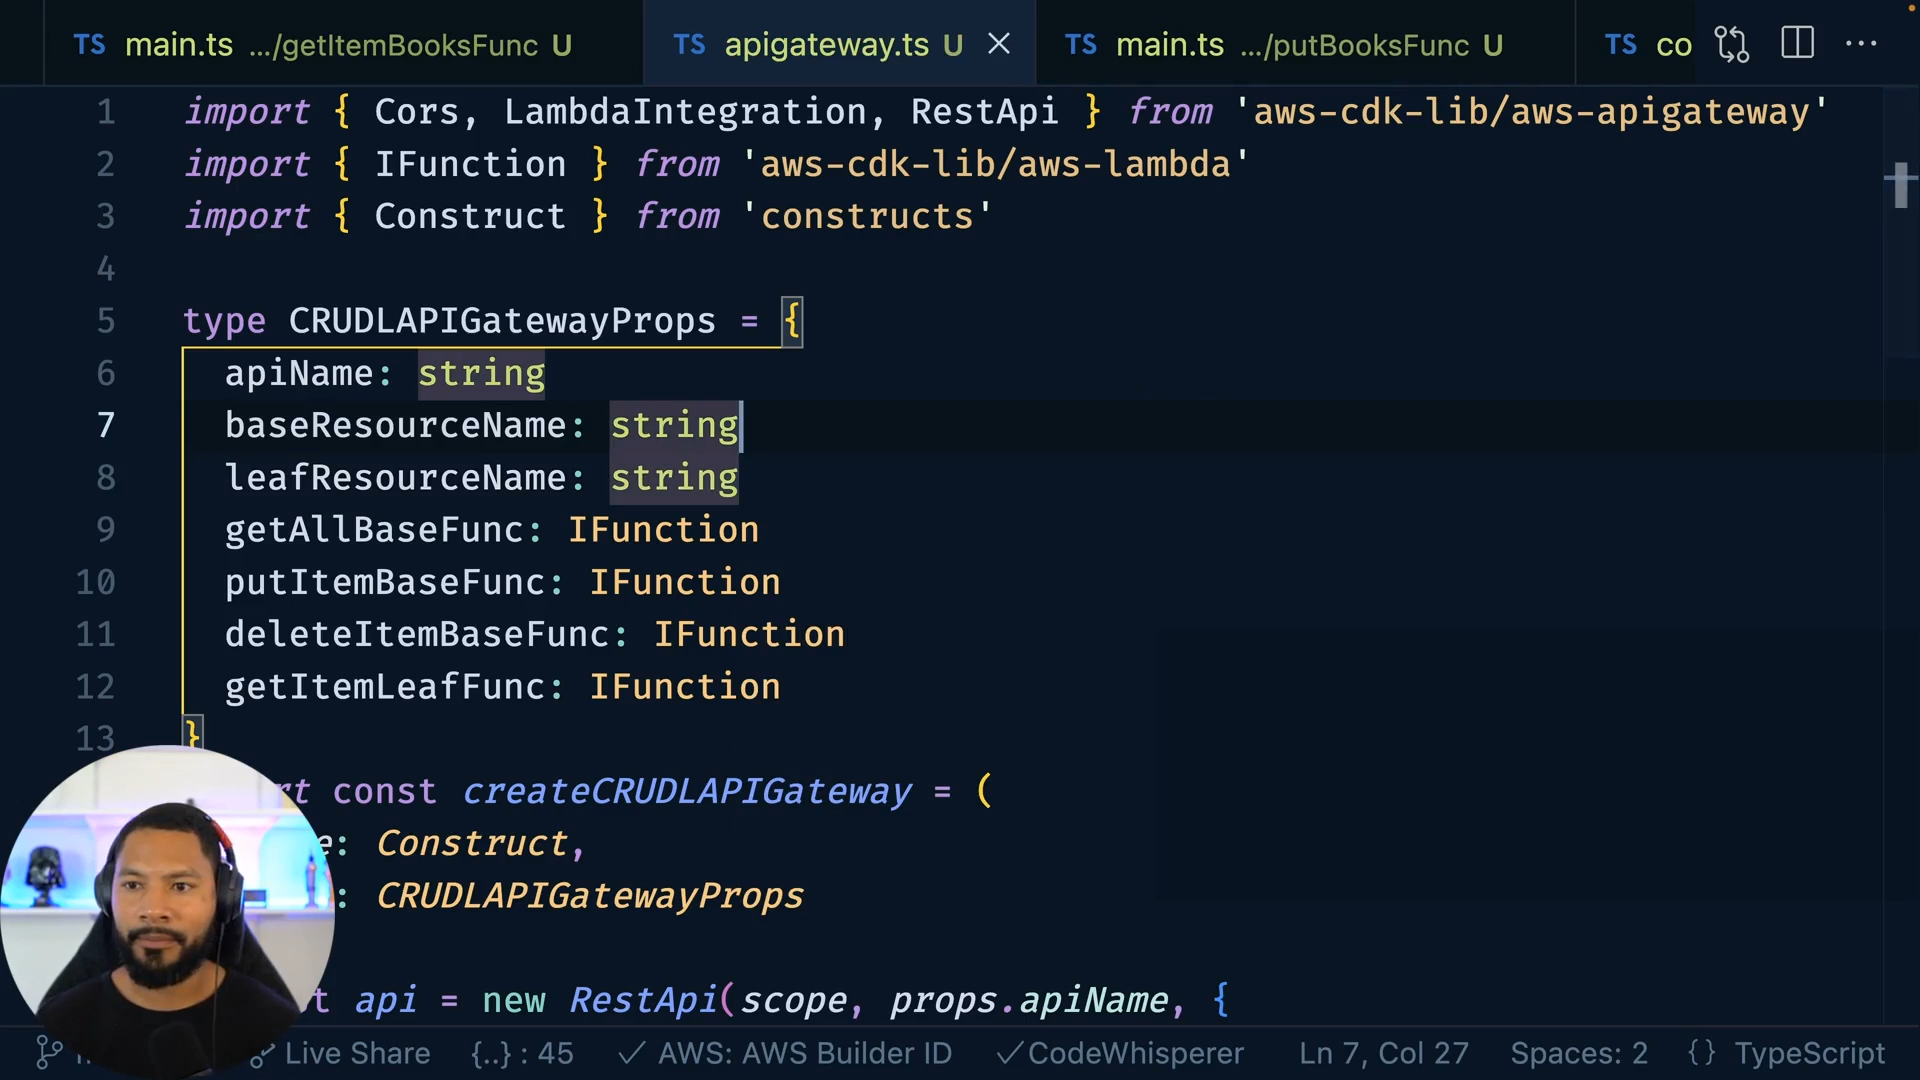 TS main.ts .../getItemBooksFunc U TS apigateway.ts U TS main.ts .../putBooksFunc U TS co
1 import { Cors, LambdaIntegration, RestApi } from 'aws-cdk-lib/aws-apigateway'
2 import { IFunction } from 'aws-cdk-lib/aws-lambda'
3 import { Construct } from 'constructs'
4
5 type CRUDLAPIGatewayProps = {
6 apiName: string
7 baseResourceName: string
8 leafResourceName: string
9 getAllBaseFunc: IFunction
10 putItemBaseFunc: IFunction
11 deleteItemBaseFunc: IFunction
12 getItemLeafFunc: IFunction
13 }
rt const createCRUDLAPIGateway = (
e: Construct,
: CRUDLAPIGatewayProps
t api = new RestApi(scope, props.apiName, {
Live Share {..} : 45 AWS: AWS Builder ID CodeWhisperer Ln 7, Col 27 Spaces: 2 {} TypeScript